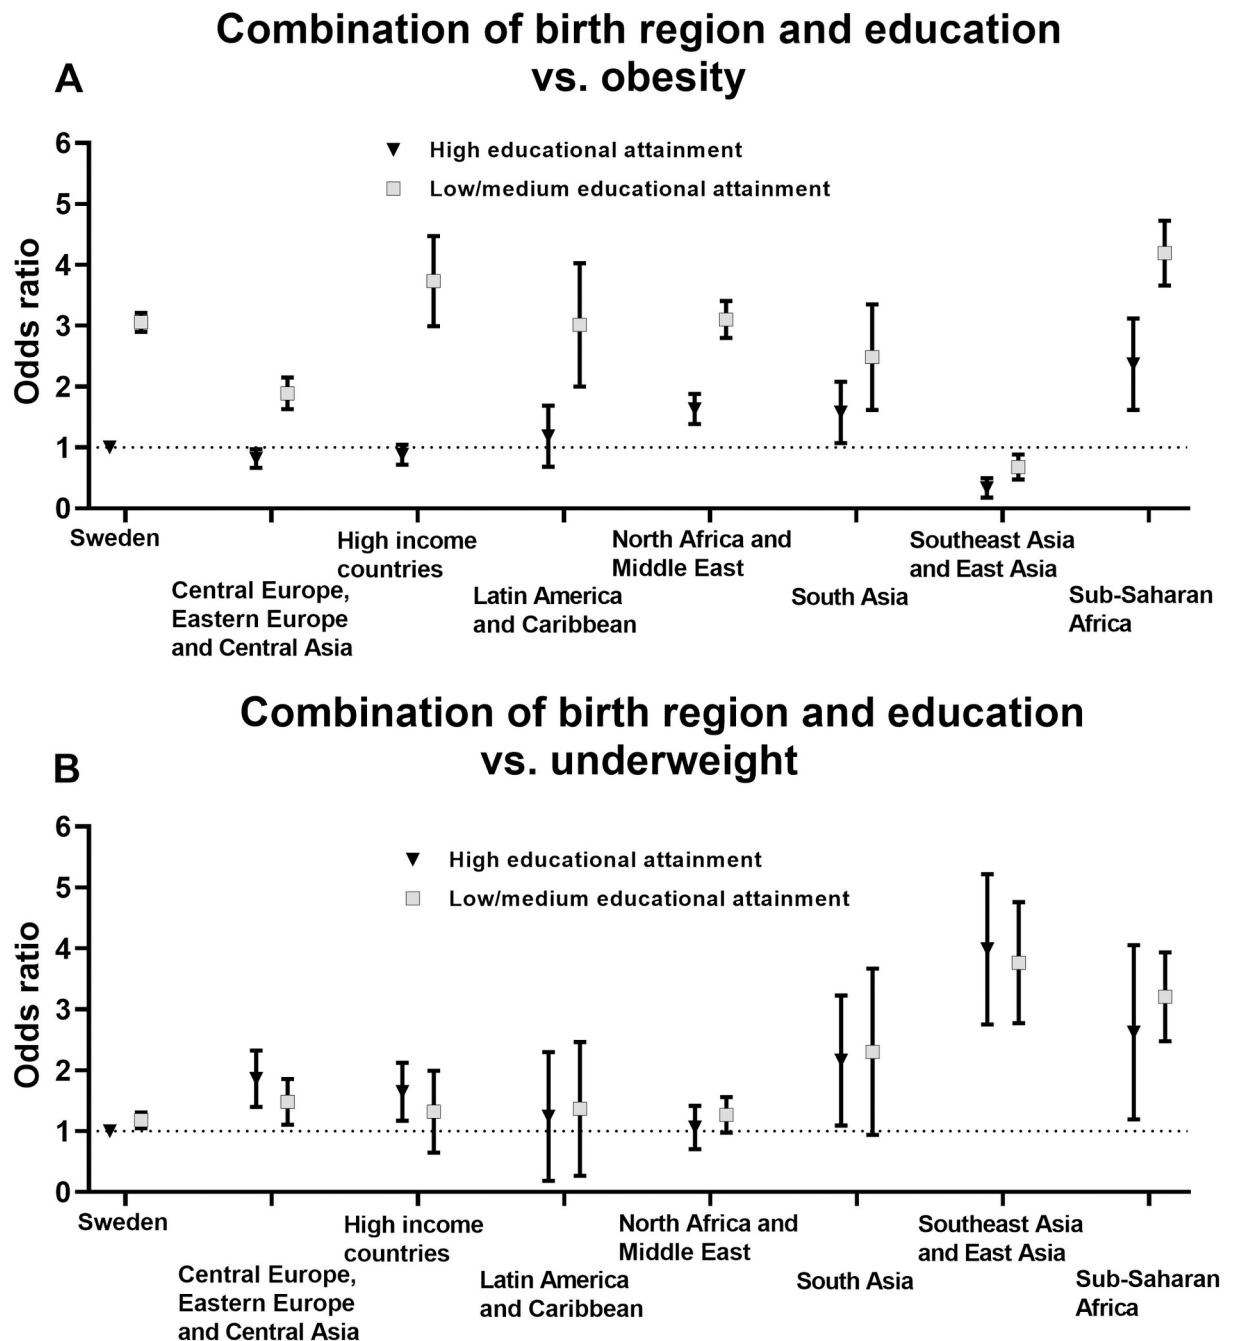 Combination of birth region and education
vs. obesity
A
6
5
4
3
2
1
0
Odds ratio
High educational attainment
Low/medium educational attainment
Sweden
Central Europe,
Eastern Europe
and Central Asia
High income
countries
Latin America
and Caribbean
North Africa and
Middle East
South Asia
Southeast Asia
and East Asia
Sub-Saharan
Africa
Combination of birth region and education
vs. underweight
B
6
5
4
3
2
1
0
Odds ratio
High educational attainment
Low/medium educational attainment
Sweden
Central Europe,
Eastern Europe
and Central Asia
High income
countries
Latin America
and Caribbean
North Africa and
Middle East
South Asia
Southeast Asia
and East Asia
Sub-Saharan
Africa